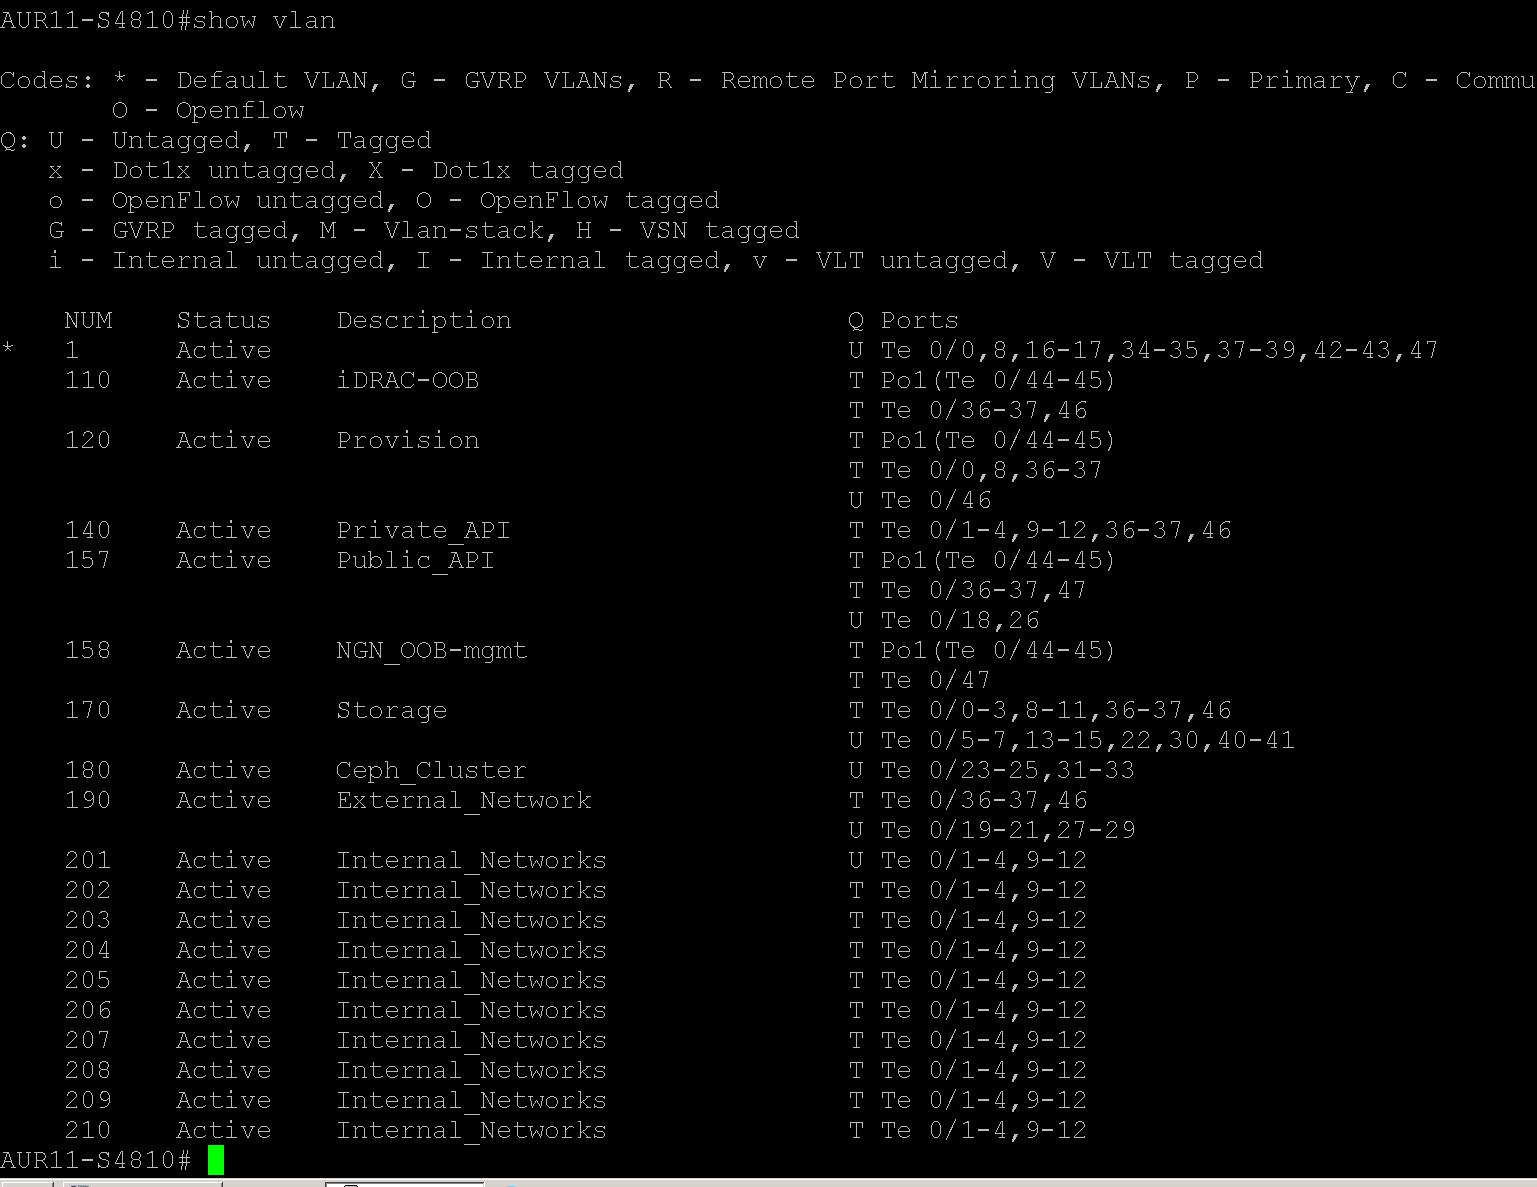 AUR11-S4810#show vlan
Codes: * - Default VLAN, G - GVRP VLANs, R - Remote Port Mirroring VLANs, P - Primary, C - Commu
O - Openflow
Q: U - Untagged, T - Tagged
x - Dot1x untagged, X - Dot1x tagged
o - OpenFlow untagged, O - OpenFlow tagged
G - GVRP tagged, M - Vlan-stack, H - VSN tagged
i - Internal untagged, I - Internal tagged, v - VLT untagged, V - VLT tagged
NUM Status Description Q Ports
* 1 Active U Te 0/0,8,16-17,34-35,37-39,42-43,47
110 Active iDRAC-OOB T Po1(Te 0/44-45)
T Te 0/36-37,46
120 Active Provision T Po1(Te 0/44-45)
T Te 0/0,8,36-37
U Te 0/46
140 Active Private_API T Te 0/1-4,9-12,36-37,46
157 Active Public_API T Po1(Te 0/44-45)
T Te 0/36-37,47
U Te 0/18,26
158 Active NGN_OOB-mgmt T Po1(Te 0/44-45)
T Te 0/47
170 Active Storage T Te 0/0-3,8-11,36-37,46
U Te 0/5-7,13-15,22,30,40-41
180 Active Ceph_Cluster U Te 0/23-25,31-33
190 Active External_Network T Te 0/36-37,46
U Te 0/19-21,27-29
201 Active Internal_Networks U Te 0/1-4,9-12
202 Active Internal_Networks T Te 0/1-4,9-12
203 Active Internal_Networks T Te 0/1-4,9-12
204 Active Internal_Networks T Te 0/1-4,9-12
205 Active Internal_Networks T Te 0/1-4,9-12
206 Active Internal_Networks T Te 0/1-4,9-12
207 Active Internal_Networks T Te 0/1-4,9-12
208 Active Internal_Networks T Te 0/1-4,9-12
209 Active Internal_Networks T Te 0/1-4,9-12
210 Active Internal_Networks T Te 0/1-4,9-12
AUR11-S4810#